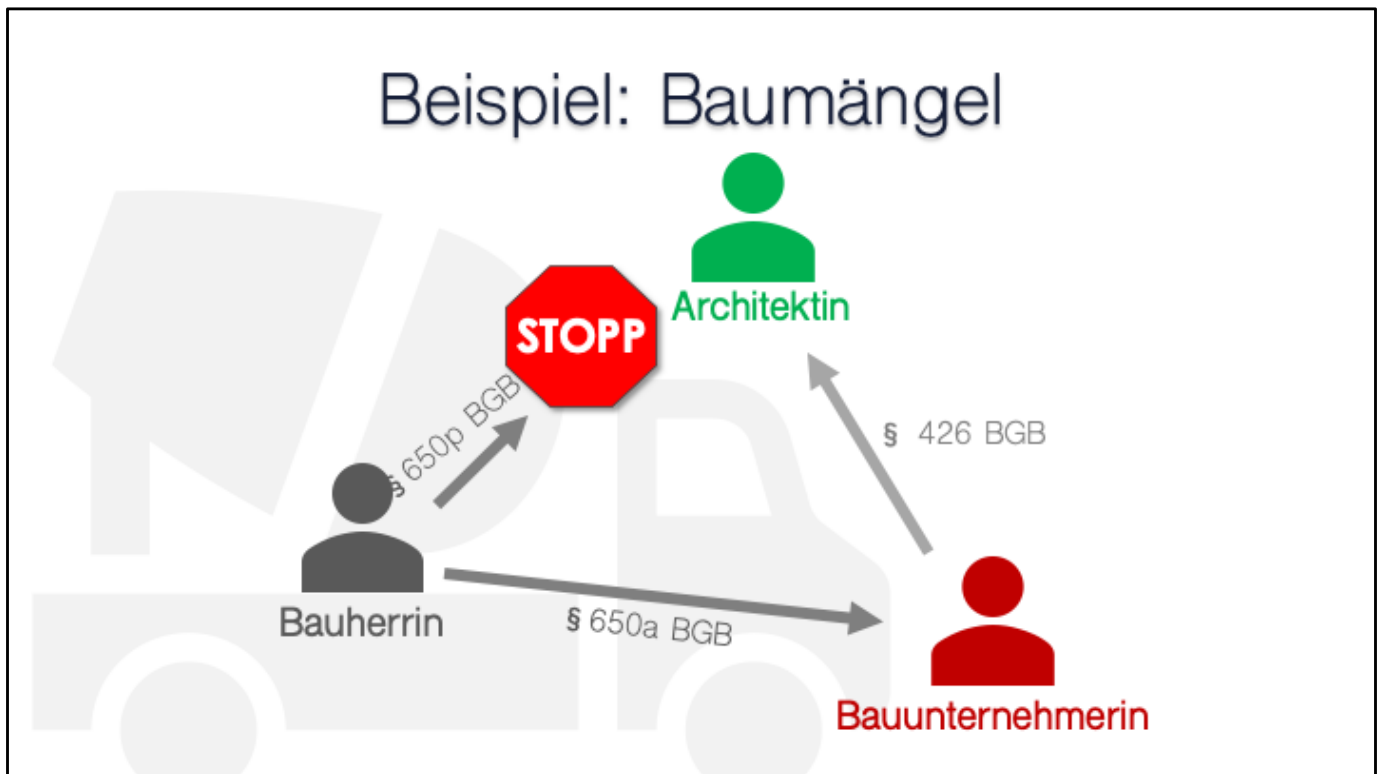 Beispiel: Baumängel
Architektin
STOPP
§ 650p BGB
§ 426 BGB
Bauherrin
§ 650a BGB
Bauunternehmerin